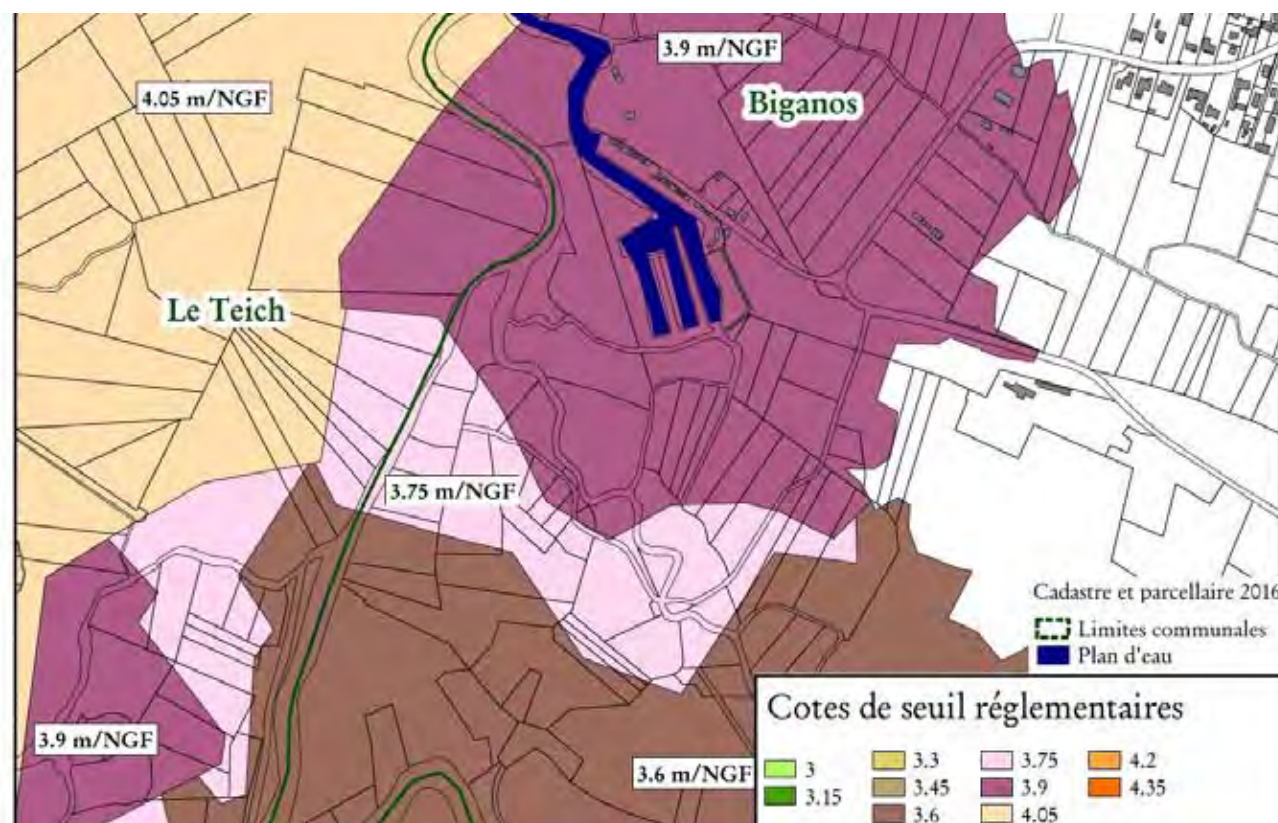 3.9 m/NGF
4.05 m/NGF
Biganos
Le Teich
3.75 m/NGF
Cadastre et parcellaire 2016
Limites communales
Plan d'eau
3.9 m/NGF
3.6 m/NGF
Cotes de seuil réglementaires
3
3.15
3.3
3.45
3.6
3.75
3.9
4.05
4.2
4.35